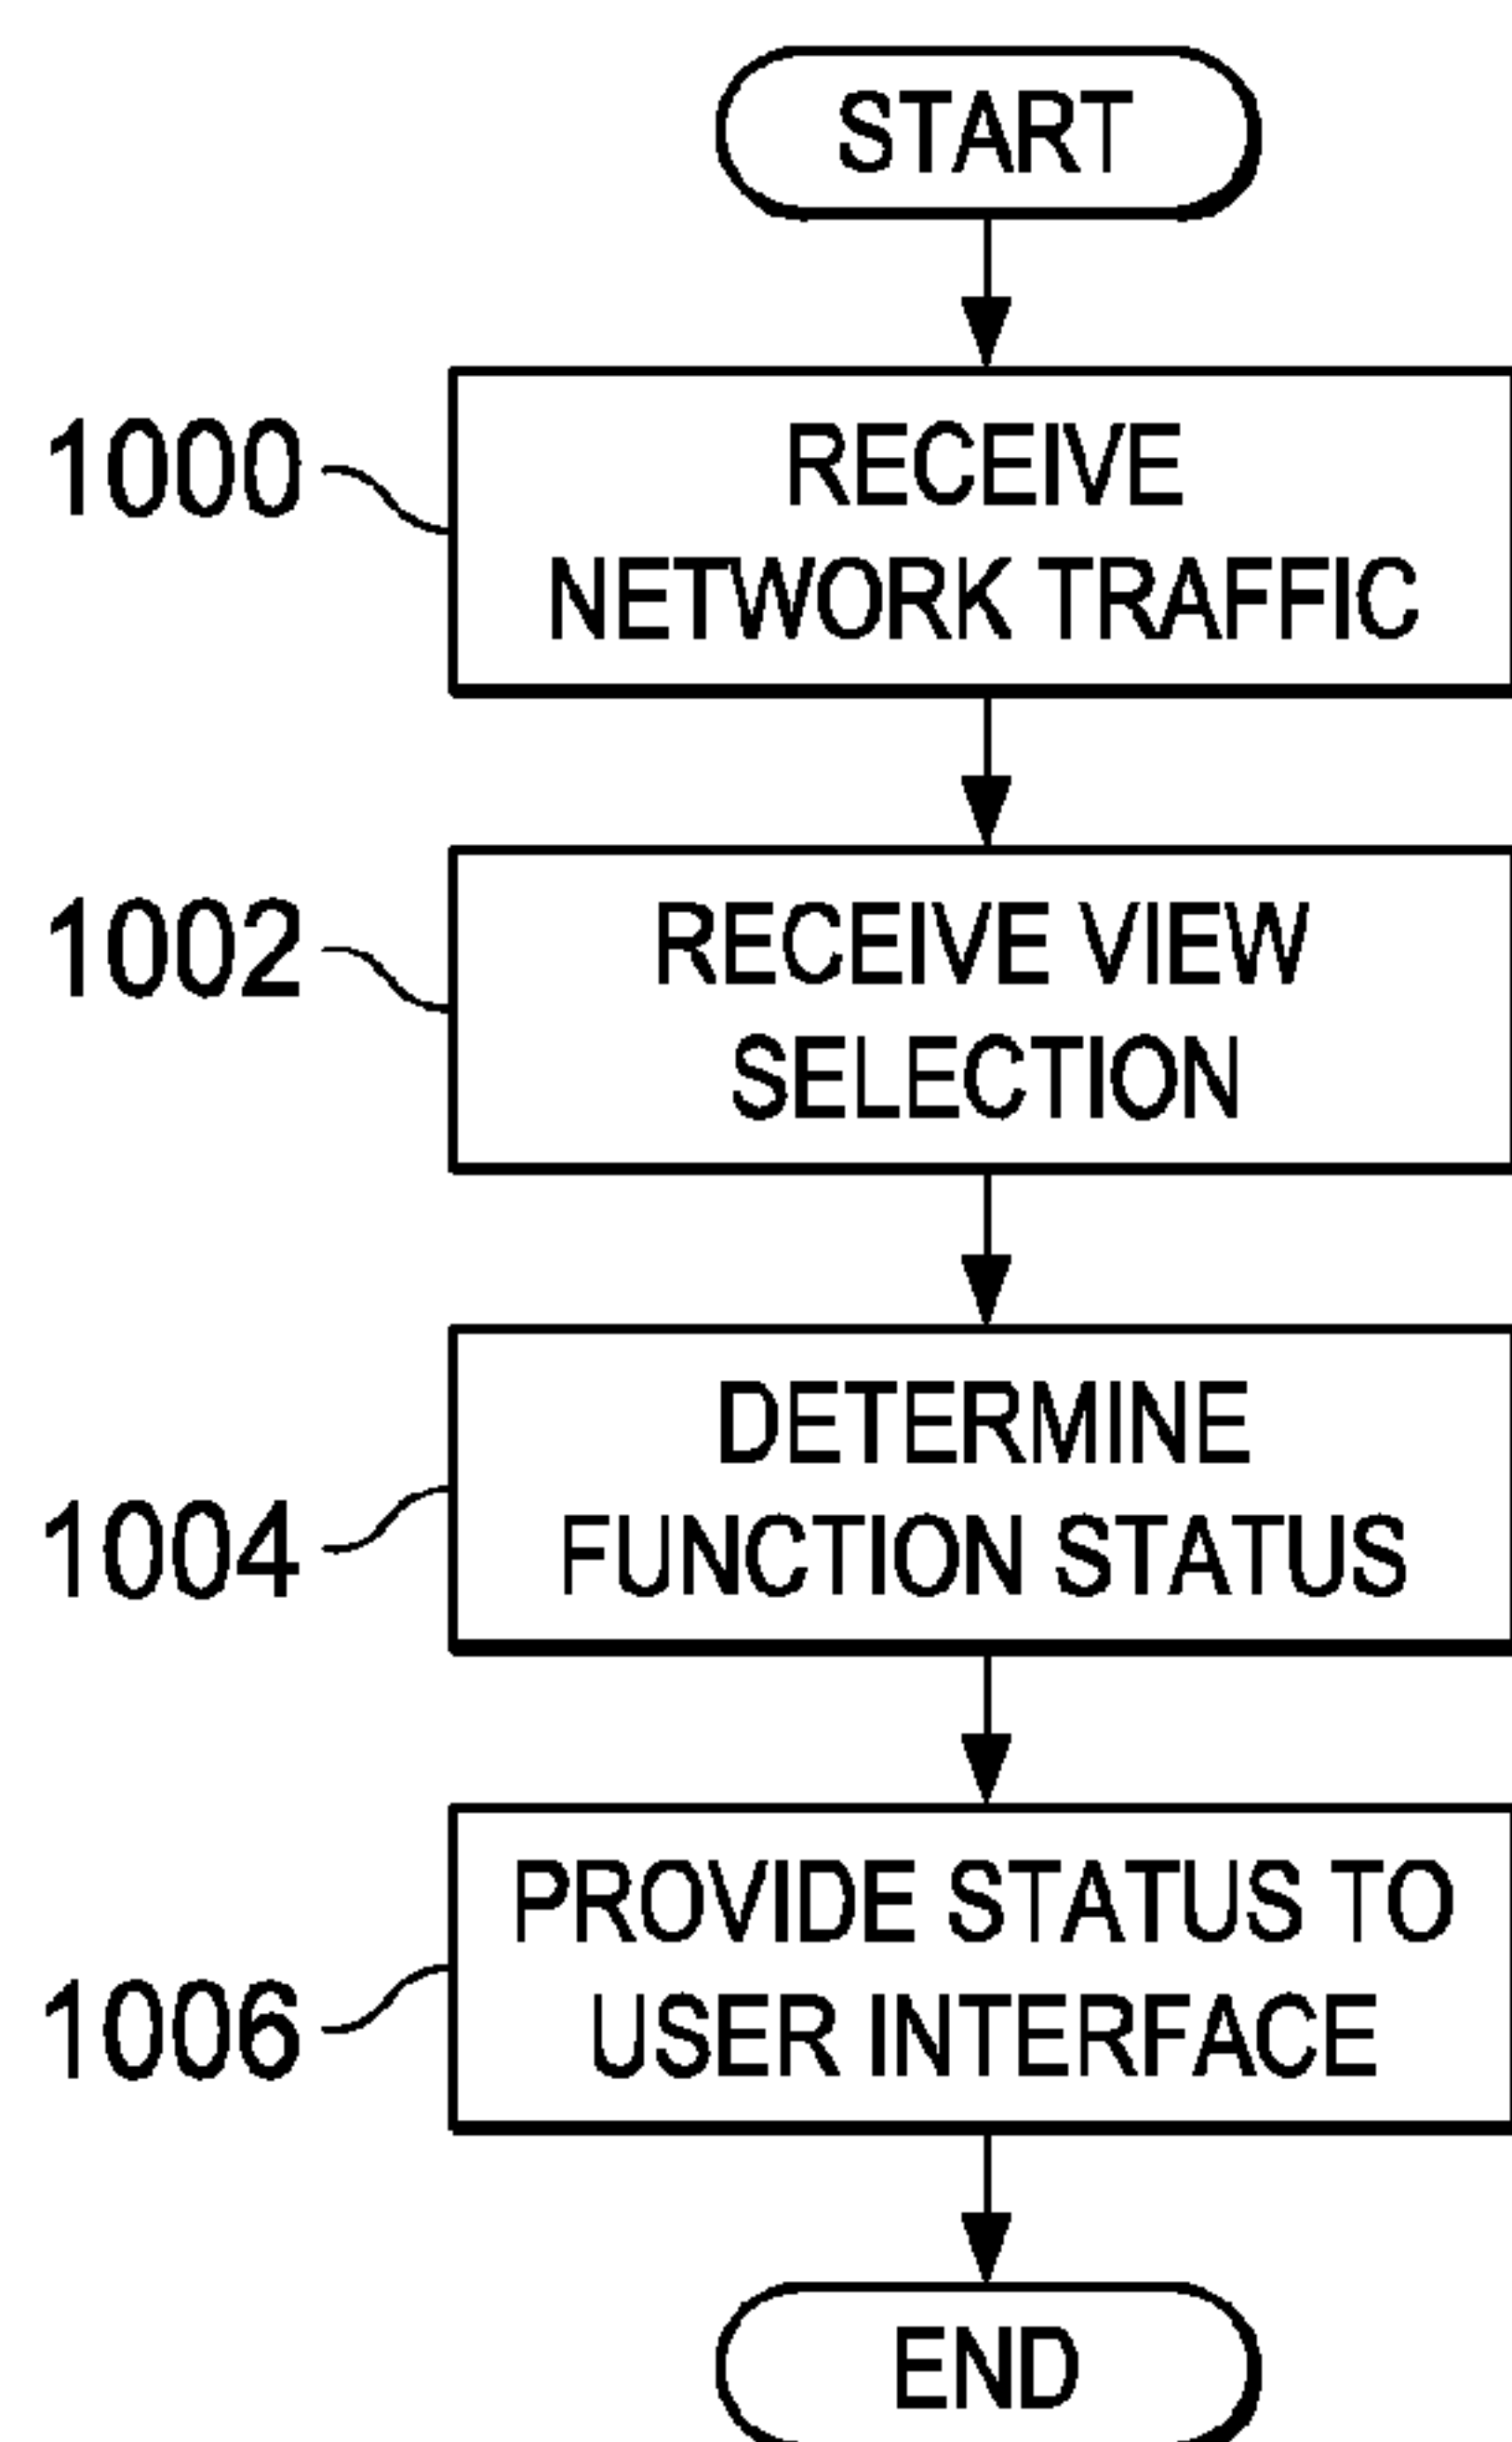 START
1000
RECEIVE
NETWORK TRAFFIC
1002
RECEIVE VIEW
SELECTION
1004
DETERMINE
FUNCTION STATUS
1006
PROVIDE STATUS TO
USER INTERFACE
END